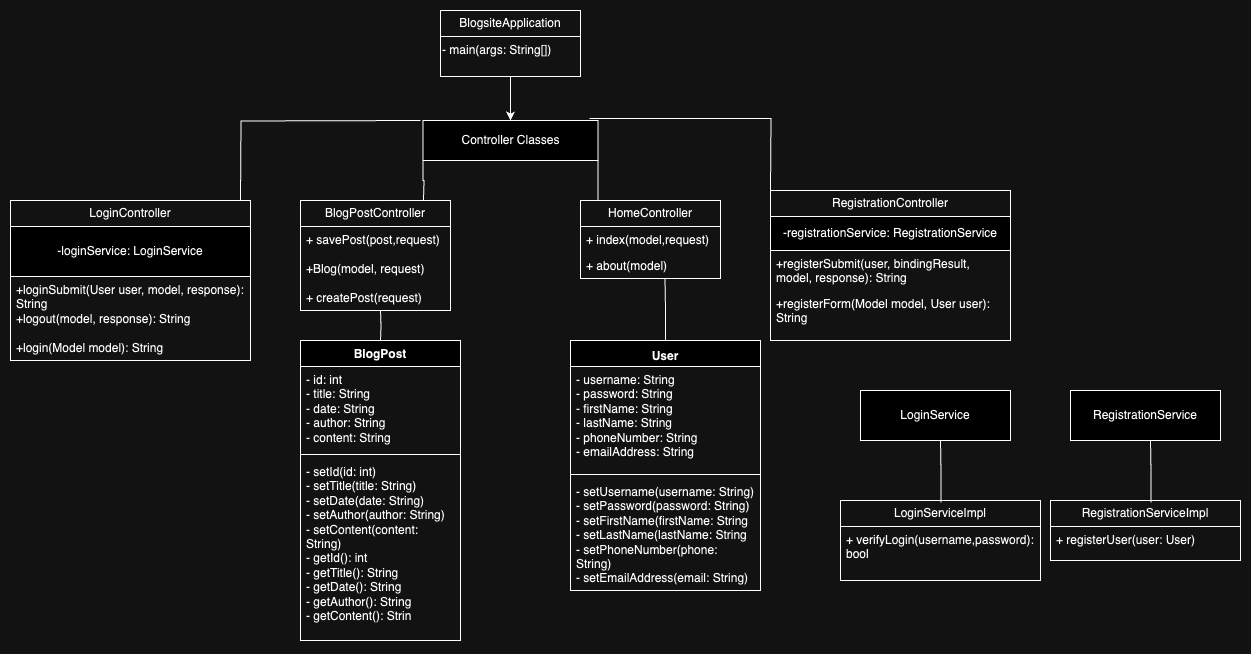 BlogsiteApplication
- main(args: String[])
Controller Classes
LoginController
-loginService: LoginService
+loginSubmit(User user, model, response):
String
+logout(model, response): String
+login(Model model): String
BlogPostController
+ savePost(post,request)
+Blog(model, request)
+ createPost(request)
HomeController
+ index(model,request)
+ about(model)
RegistrationController
-registrationService: RegistrationService
+registerSubmit(user, bindingResult,
model, response): String
+registerForm(Model model, User user):
String
BlogPost
- id: int
- title: String
- date: String
- author: String
- content: String
- setId(id: int)
- setTitle(title: String)
- setDate(date: String)
- setAuthor(author: String)
- setContent(content:
String)
- getId(): int
- getTitle(): String
- getDate(): String
- getAuthor(): String
- getContent(): Strin
User
- username: String
- password: String
- firstName: String
- lastName: String
- phoneNumber: String
- emailAddress: String
- setUsername(username: String)
- setPassword(password: String)
- setFirstName(firstName: String
- setLastName(lastName: String
- setPhoneNumber(phone:
String)
- setEmailAddress(email: String)
LoginService
RegistrationService
LoginServiceImpl
+ verifyLogin(username,password):
bool
RegistrationServiceImpl
+ registerUser(user: User)